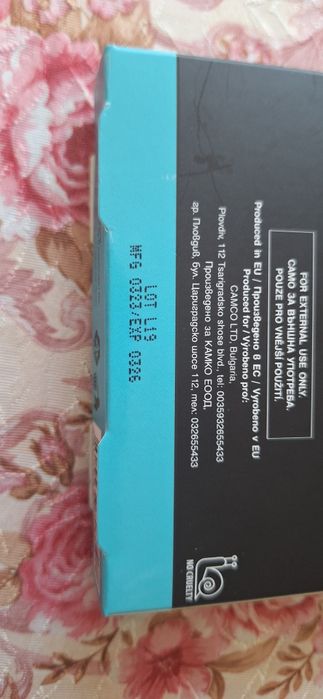 FOR EXTERNAL USE ONLY.
САМО ЗА ВЪНШНА УПОТРЕБА.
POUZE PRO VNĚJŠÍ POUŽITÍ.
Produced in EU / Произведено в ЕС / Vyrobeno v EU
Produced for / Vyrobeno pro/:
CAMCO LTD, Bulgaria,
Plovdiv, 112 Tsarigradsko shose blvd., tel: 0035932655433
Произведено за КАМКО ЕООД,
гр. Пловдив, бул. Цариградско шосе 112, тел: 032655433
LOT L19
MFG 0323/EXP 0326
NO CRUELTY